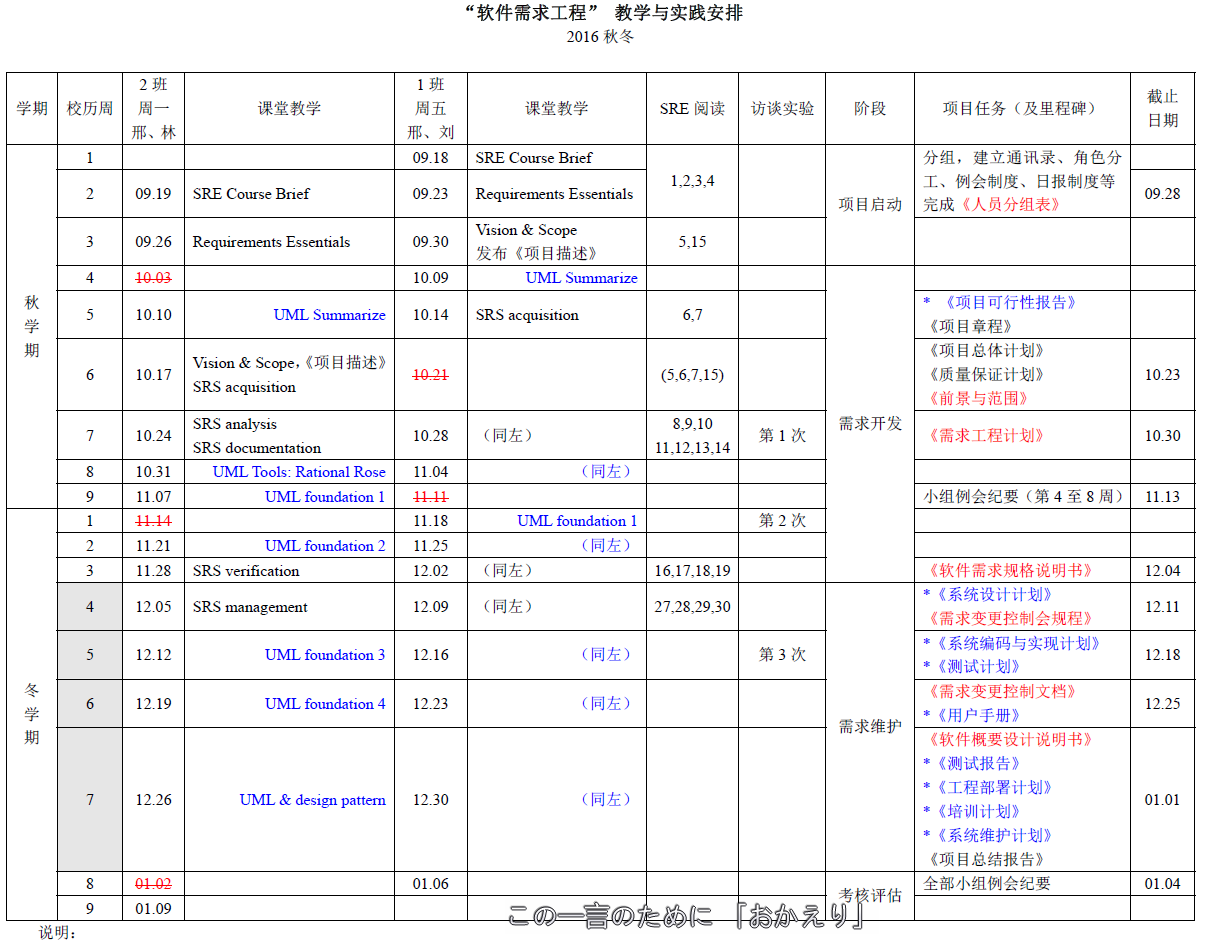 “软件需求工程” 教学与实践安排
2016 秋冬
学期 校历周 2 班 周一 邢、林 课堂教学 1 班 周五 邢、刘 课堂教学 SRE 阅读 访谈实验 阶段 项目任务（及里程碑） 截止日期
秋学期
1 09.18 SRE Course Brief 1,2,3,4 项目启动 分组，建立通讯录、角色分
工、例会制度、日报制度等
2 09.19 SRE Course Brief 09.23 Requirements Essentials 完成《人员分组表》 09.28
3 09.26 Requirements Essentials 09.30 Vision & Scope
发布《项目描述》 5,15
4 10.03 10.09 UML Summarize 需求开发
5 10.10 UML Summarize 10.14 SRS acquisition 6,7 *《项目可行性报告》
《项目章程》
6 10.17 Vision & Scope，《项目描述》
SRS acquisition 10.21 (5,6,7,15) 《项目总体计划》
《质量保证计划》
《前景与范围》 10.23
7 10.24 SRS analysis
SRS documentation 10.28 （同左） 8,9,10
11,12,13,14 第 1 次 《需求工程计划》 10.30
8 10.31 UML Tools: Rational Rose 11.04 （同左）
9 11.07 UML foundation 1 11.11 小组例会纪要（第 4 至 8 周） 11.13
冬学期
1 11.14 11.18 UML foundation 1 第 2 次
2 11.21 UML foundation 2 11.25 （同左）
3 11.28 SRS verification 12.02 （同左） 16,17,18,19 《软件需求规格说明书》 12.04
4 12.05 SRS management 12.09 （同左） 27,28,29,30 需求维护 *《系统设计计划》
《需求变更控制会规程》 12.11
5 12.12 UML foundation 3 12.16 （同左） 第 3 次 *《系统编码与实现计划》
*《测试计划》 12.18
6 12.19 UML foundation 4 12.23 （同左） 《需求变更控制文档》
*《用户手册》 12.25
7 12.26 UML & design pattern 12.30 （同左） 《软件概要设计说明书》
*《测试报告》
*《工程部署计划》
*《培训计划》
*《系统维护计划》
《项目总结报告》 01.01
8 01.02 01.06 考核评估 全部小组例会纪要 01.04
9 01.09
この一言のために 「おかえり」
说明：